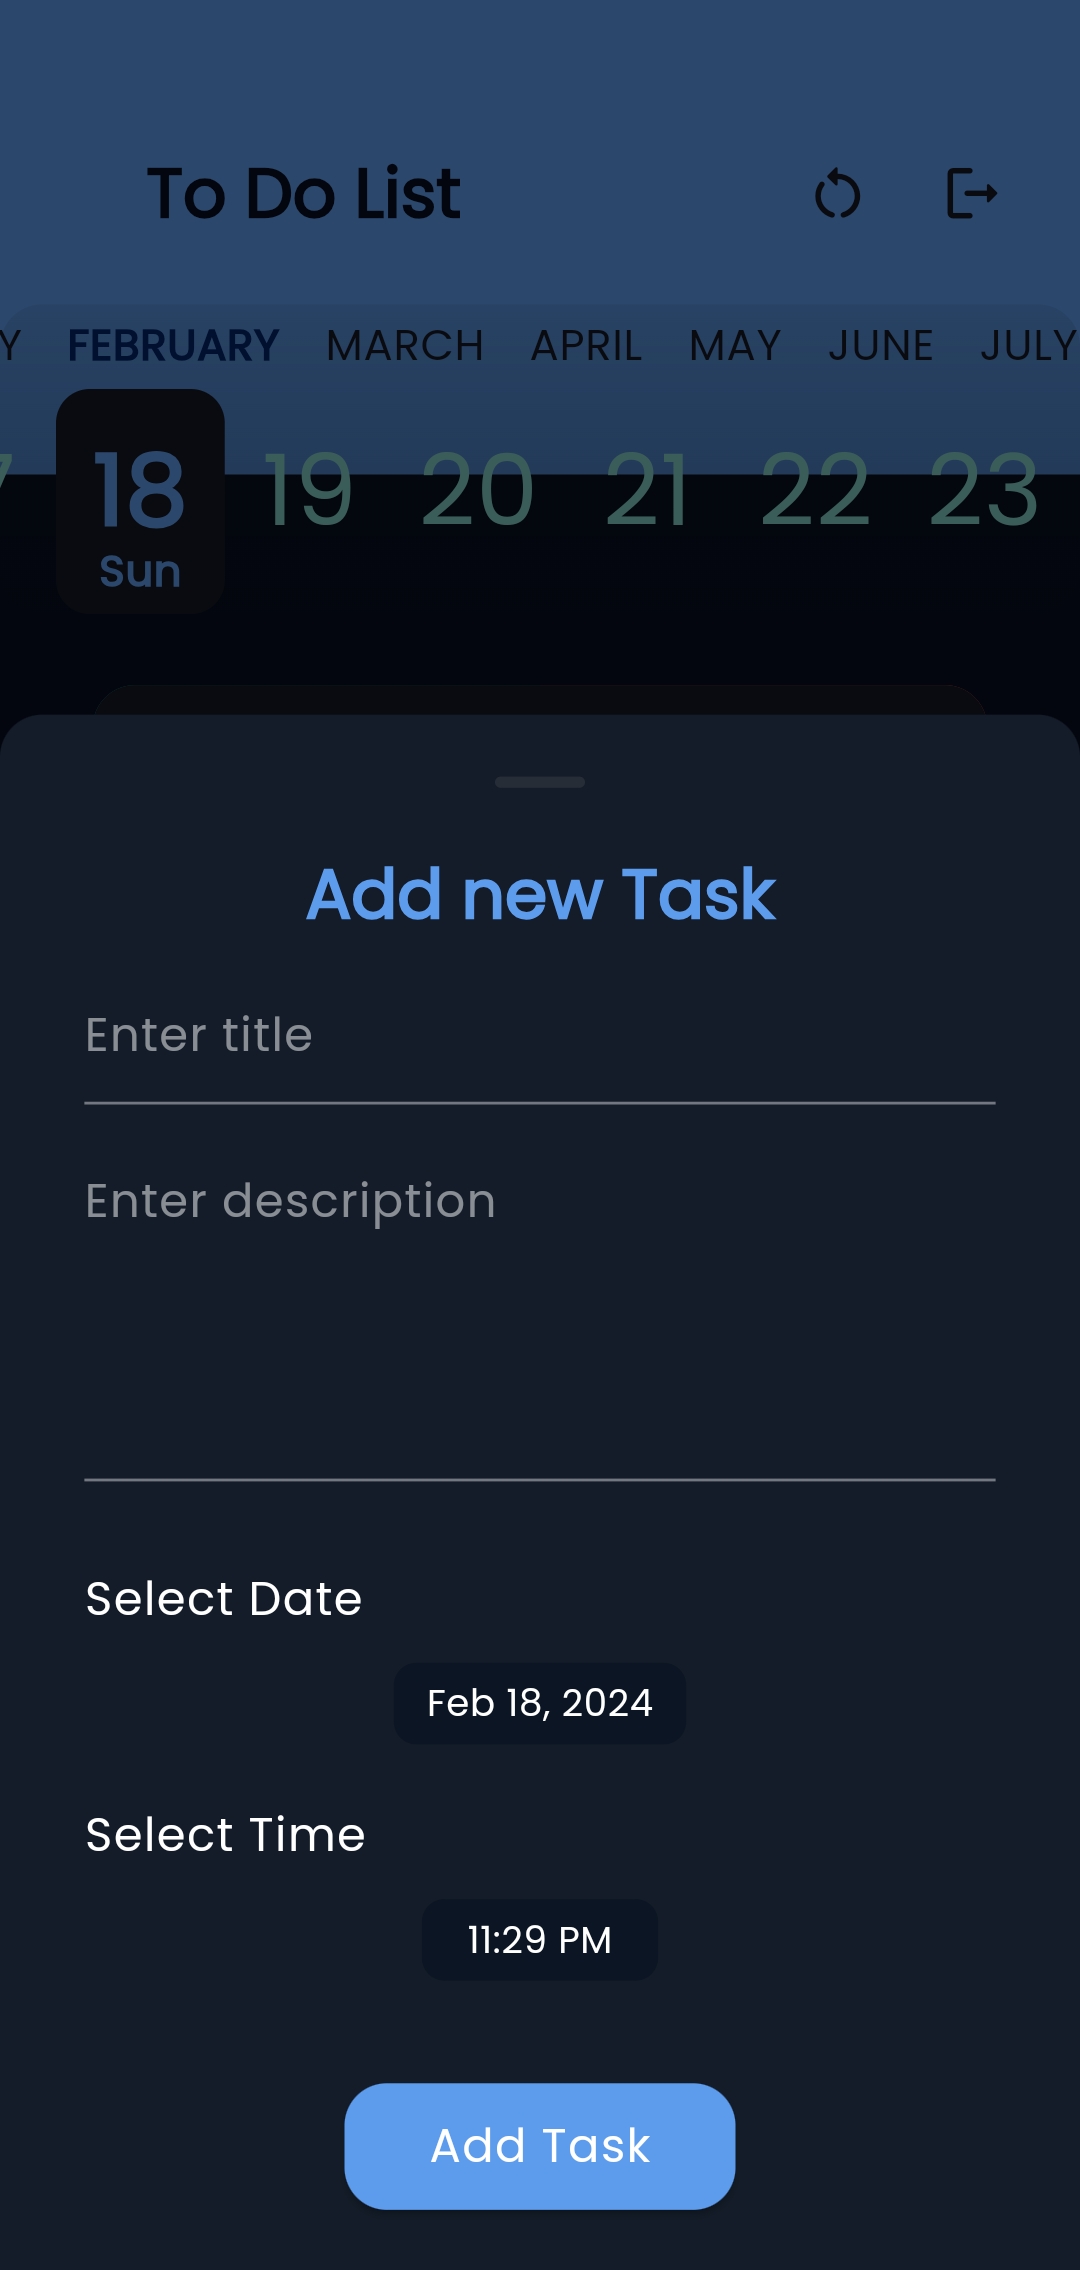 To Do List
Y FEBRUARY MARCH APRIL MAY JUNE JULY
7 18 19 20 21 22 23
Sun
Add new Task
Enter title
Enter description
Select Date
Feb 18, 2024
Select Time
11:29 PM
Add Task